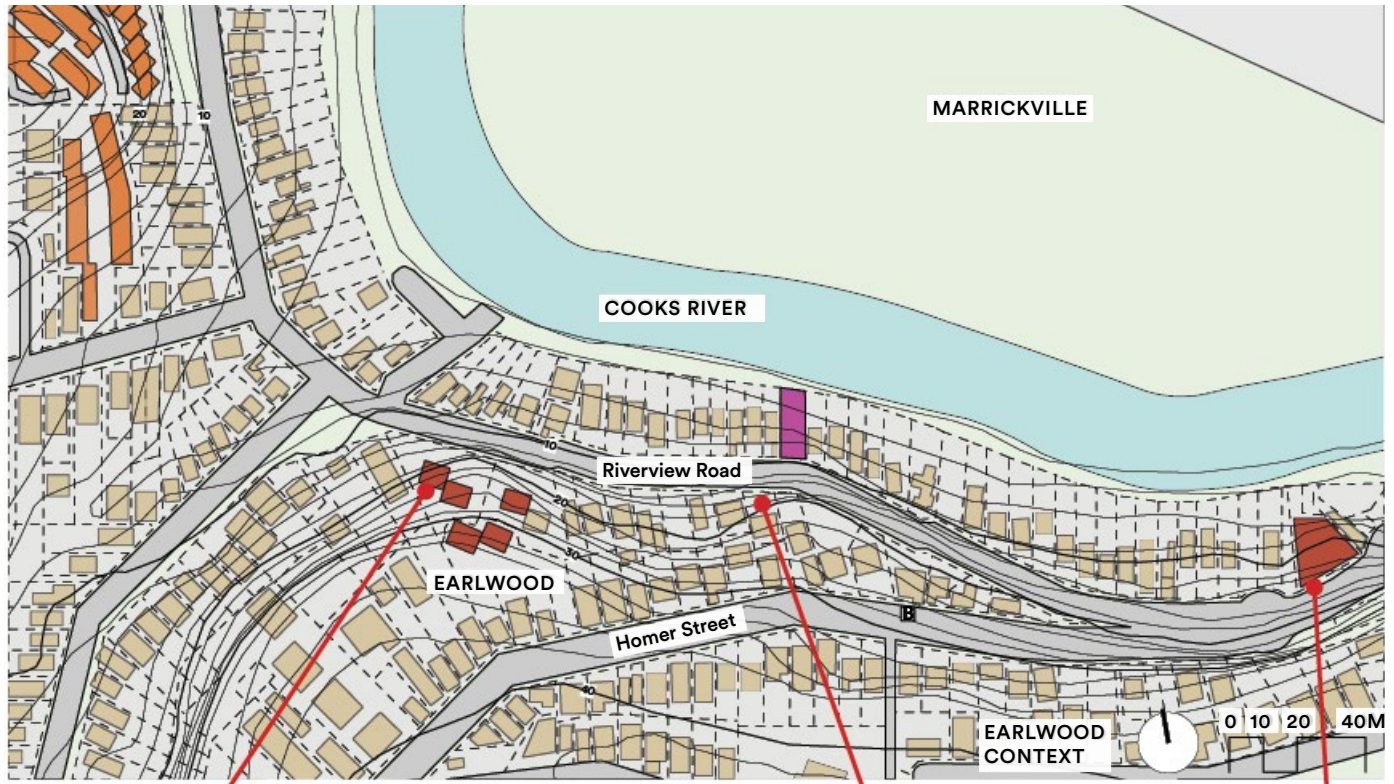 20
10
MARRICKVILLE
COOKS RIVER
10
Riverview Road
20
30
EARLWOOD
B
Homer Street
40
EARLWOOD
CONTEXT
0 10 20 40M